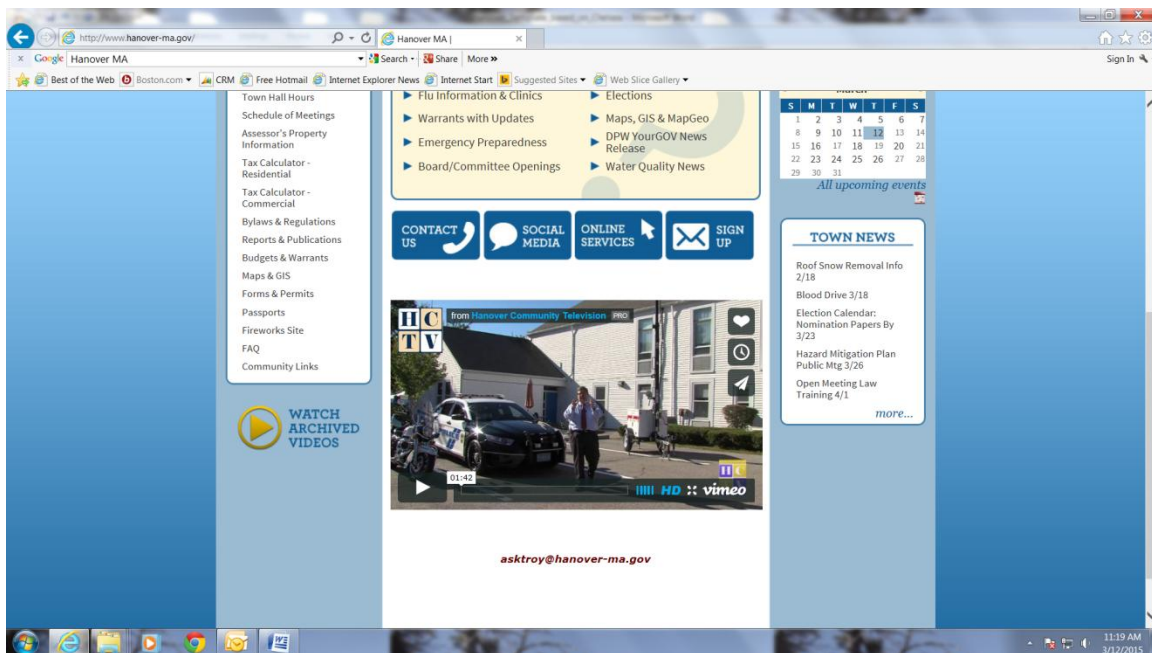 http://www.hanover-ma.gov/
Hanover MA |
x Google Hanover MA
Search
Share
More »
Sign In
Best of the Web
Boston.com
CRM
Free Hotmail
Internet Explorer News
Internet Start
Suggested Sites
Web Slice Gallery
Town Hall Hours
Schedule of Meetings
Assessor's Property
Information
Tax Calculator -
Residential
Tax Calculator -
Commercial
Bylaws & Regulations
Reports & Publications
Budgets & Warrants
Maps & GIS
Forms & Permits
Passports
Fireworks Site
FAQ
Community Links
WATCH
ARCHIVED
VIDEOS
Flu Information & Clinics
Warrants with Updates
Emergency Preparedness
Board/Committee Openings
Elections
Maps, GIS & MapGeo
DPW YourGOV News
Release
Water Quality News
CONTACT
US
SOCIAL
MEDIA
ONLINE
SERVICES
SIGN
UP
H C
T V
from Hanover Community Television PRO
01:42
HD vimeo
asktroy@hanover-ma.gov
March
S M T W T F S
1 2 3 4 5 6 7
8 9 10 11 12 13 14
15 16 17 18 19 20 21
22 23 24 25 26 27 28
29 30 31
All upcoming events
TOWN NEWS
Roof Snow Removal Info
2/18
Blood Drive 3/18
Election Calendar:
Nomination Papers By
3/23
Hazard Mitigation Plan
Public Mtg 3/26
Open Meeting Law
Training 4/1
more...
11:19 AM
3/12/2015